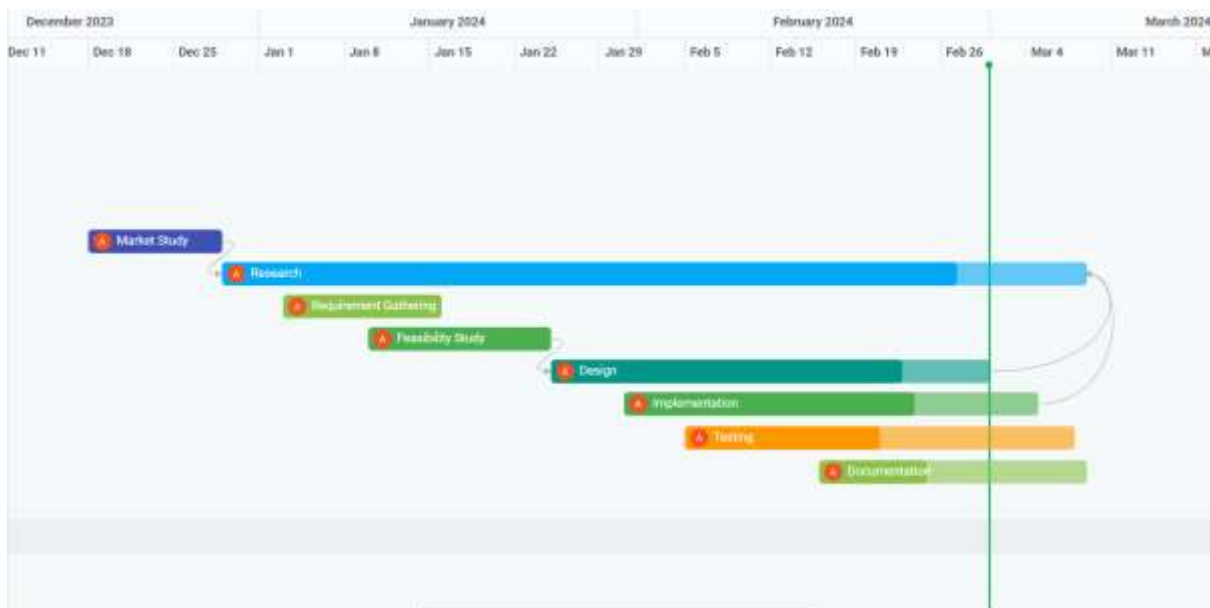 December 2023 January 2024 February 2024 March 2024
Dec 11 Dec 18 Dec 25 Jan 1 Jan 8 Jan 15 Jan 22 Jan 29 Feb 5 Feb 12 Feb 19 Feb 26 Mar 4 Mar 11 M
A Market Study
A Research
A Requirement Gathering
A Feasibility Study
A Design
A Implementation
A Testing
A Documentation